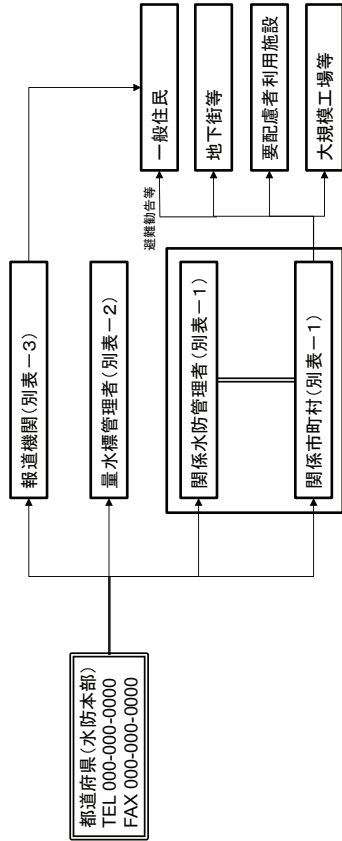 都道府県(水防本部)
TEL 000-000-0000
FAX 000-000-0000
報道機関(別表－3)
量水標管理者(別表－2)
関係水防管理者(別表－1)
関係市町村(別表－1)
避難勧告等
一般住民
地下街等
要配慮者利用施設
大規模工場等